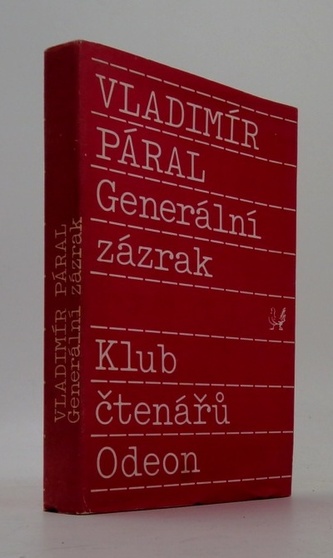 VLADIMÍR
PÁRAL
Generální
zázrak
Klub
čtenářů
Odeon
VLADIMÍR PÁRAL
Generální zázrak